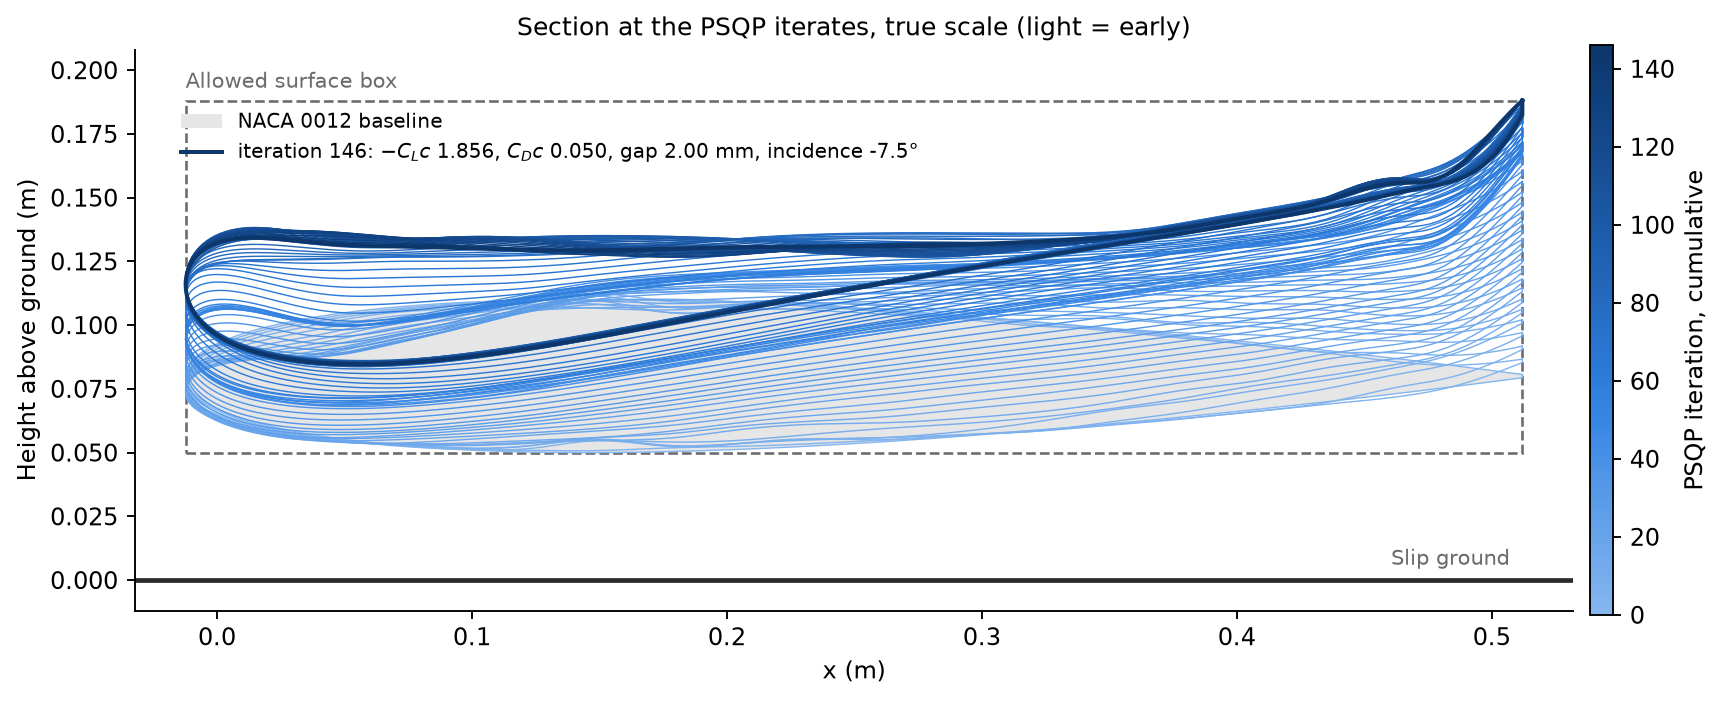 Section at the PSQP iterates, true scale (light = early)
Allowed surface box
NACA 0012 baseline
iteration 146: −C_Lc 1.856, C_Dc 0.050, gap 2.00 mm, incidence -7.5°
Slip ground
Height above ground (m)
0.200
0.175
0.150
0.125
0.100
0.075
0.050
0.025
0.000
0.0
0.1
0.2
0.3
0.4
0.5
x (m)
140
120
100
80
60
40
20
0
PSQP iteration, cumulative